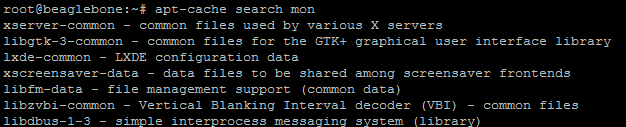 root@beaglebone:~# apt-cache search mon
xserver-common - common files used by various X servers
libgtk-3-common - common files for the GTK+ graphical user interface library
lxde-common - LXDE configuration data
xscreensaver-data - data files to be shared among screensaver frontends
libfm-data - file management support (common data)
libzvbi-common - Vertical Blanking Interval decoder (VBI) - common files
libdbus-1-3 - simple interprocess messaging system (library)